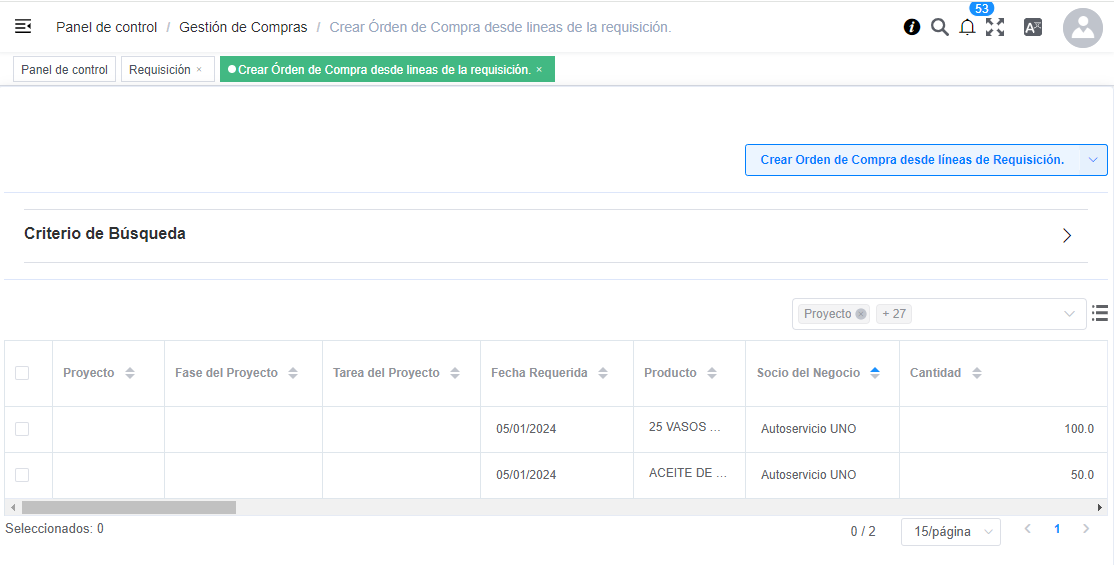 53
Panel de control / Gestión de Compras / Crear Órden de Compra desde lineas de la requisición.
Panel de control Requisición × Crear Órden de Compra desde lineas de la requisición. ×
Crear Orden de Compra desde líneas de Requisición.
Criterio de Búsqueda
Proyecto + 27
Proyecto Fase del Proyecto Tarea del Proyecto Fecha Requerida Producto Socio del Negocio Cantidad
05/01/2024 25 VASOS ... Autoservicio UNO 100.0
05/01/2024 ACEITE DE ... Autoservicio UNO 50.0
Seleccionados: 0
0 / 2 15/página 1